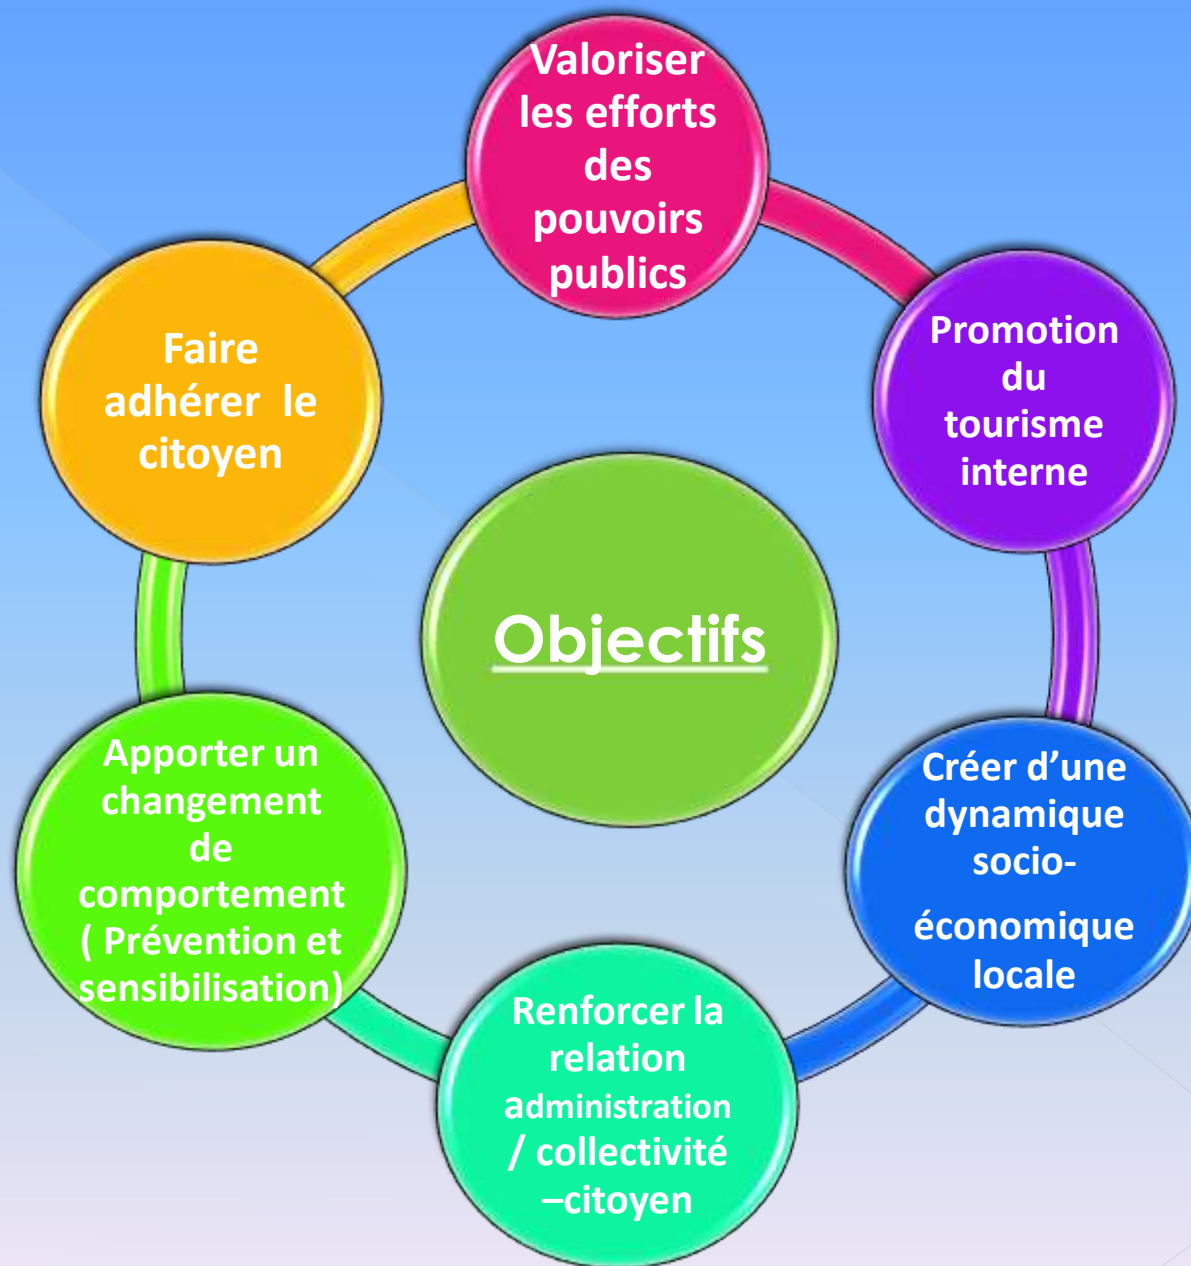 Valoriser
les efforts
des
pouvoirs
publics
Promotion
du
tourisme
interne
Créer d’une
dynamique
socio-
économique
locale
Renforcer la
relation
administration
/ collectivité
–citoyen
Apporter un
changement
de
comportement
( Prévention et
sensibilisation)
Faire
adhérer le
citoyen
Objectifs